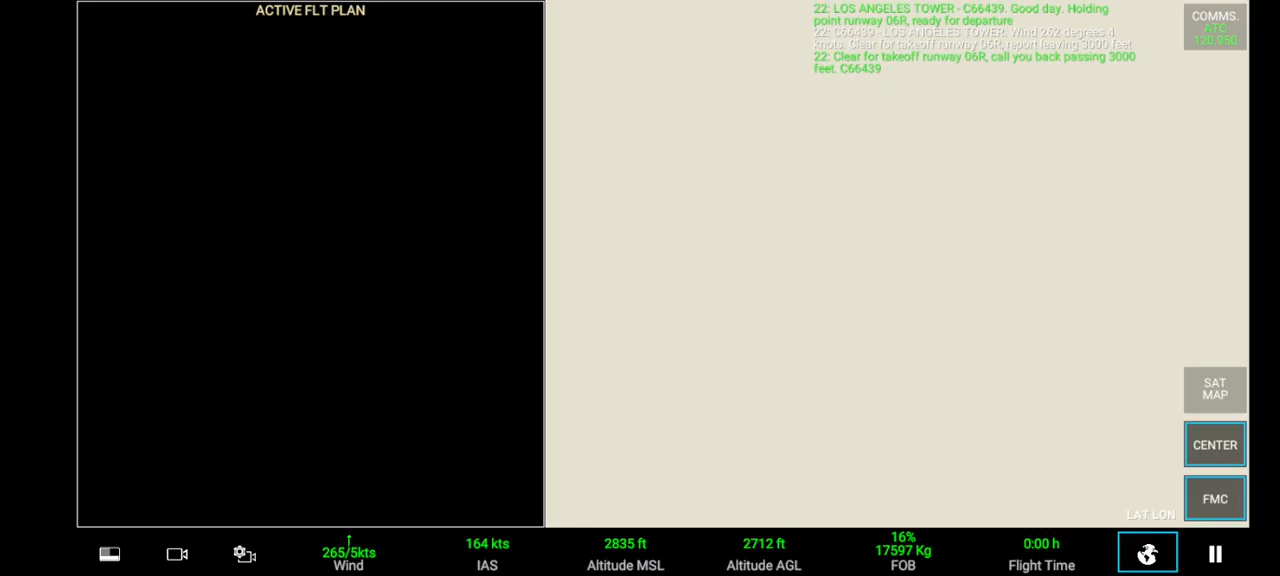 ACTIVE FLT PLAN
22: LOS ANGELES TOWER - C66439. Good day. Holding
point runway 06R, ready for departure
22: C66439 - LOS ANGELES TOWER. Wind 262 degrees 4
knots. Clear for takeoff runway 06R, report leaving 3000 feet
22: Clear for takeoff runway 06R, call you back passing 3000
feet. C66439
COMMS.
ATC
120,950
SAT
MAP
CENTER
FMC
LAT LON
265/5kts
Wind
164 kts
IAS
2835 ft
Altitude MSL
2712 ft
Altitude AGL
16%
17597 Kg
FOB
0:00 h
Flight Time